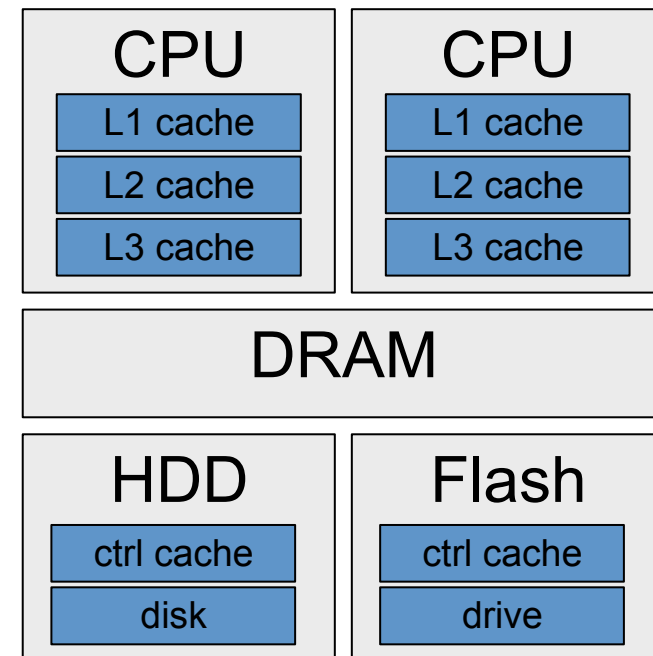 CPU
L1 cache
L2 cache
L3 cache
CPU
L1 cache
L2 cache
L3 cache
DRAM
HDD
ctrl cache
disk
Flash
ctrl cache
drive